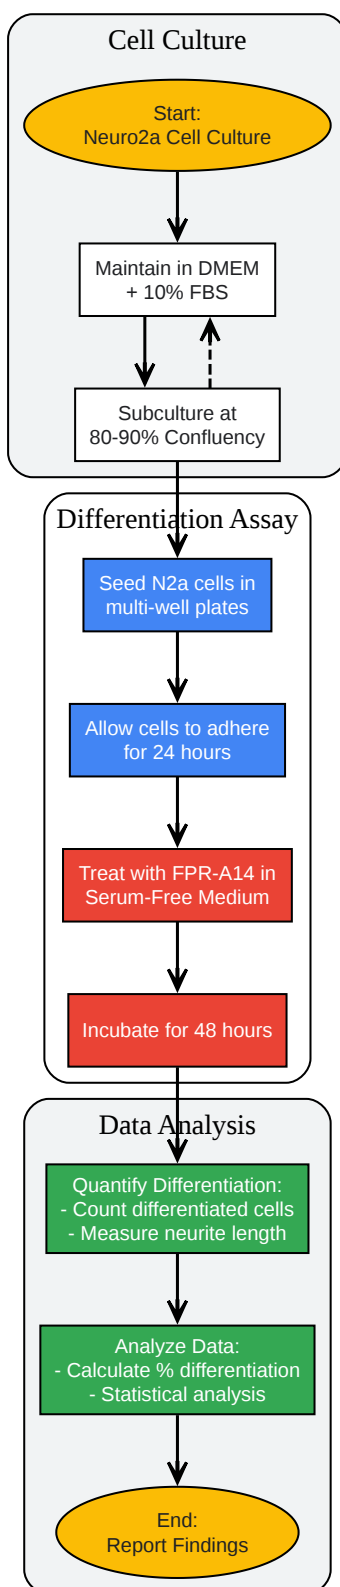 Cell Culture
Start:
Neuro2a Cell Culture
Maintain in DMEM
+ 10% FBS
Subculture at
80-90% Confluency
Differentiation Assay
Seed N2a cells in
multi-well plates
Allow cells to adhere
for 24 hours
Treat with FPR-A14 in
Serum-Free Medium
Incubate for 48 hours
Data Analysis
Quantify Differentiation:
- Count differentiated cells
- Measure neurite length
Analyze Data:
- Calculate % differentiation
- Statistical analysis
End:
Report Findings